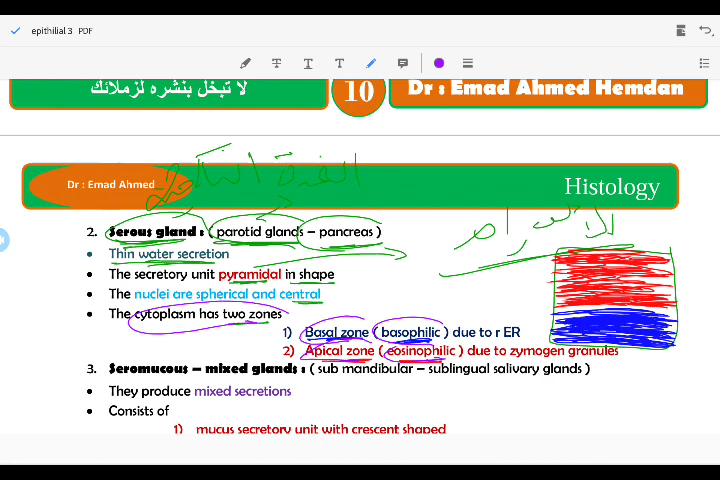 epithilial 3 PDF
لا تبخل بنشره لزملائك
10
Dr : Emad Ahmed Hemdan
Dr : Emad Ahmed
Histology
الغدة النكفية
2. Serous gland : ( parotid glands – pancreas )
• Thin water secretion
• The secretory unit pyramidal in shape
• The nuclei are spherical and central
• The cytoplasm has two zones
1) Basal zone ( basophilic ) due to r ER
2) Apical zone ( eosinophilic ) due to zymogen granules
3. Seromucous – mixed glands : ( sub mandibular – sublingual salivary glands )
• They produce mixed secretions
• Consists of
1) mucus secretory unit with crescent shaped